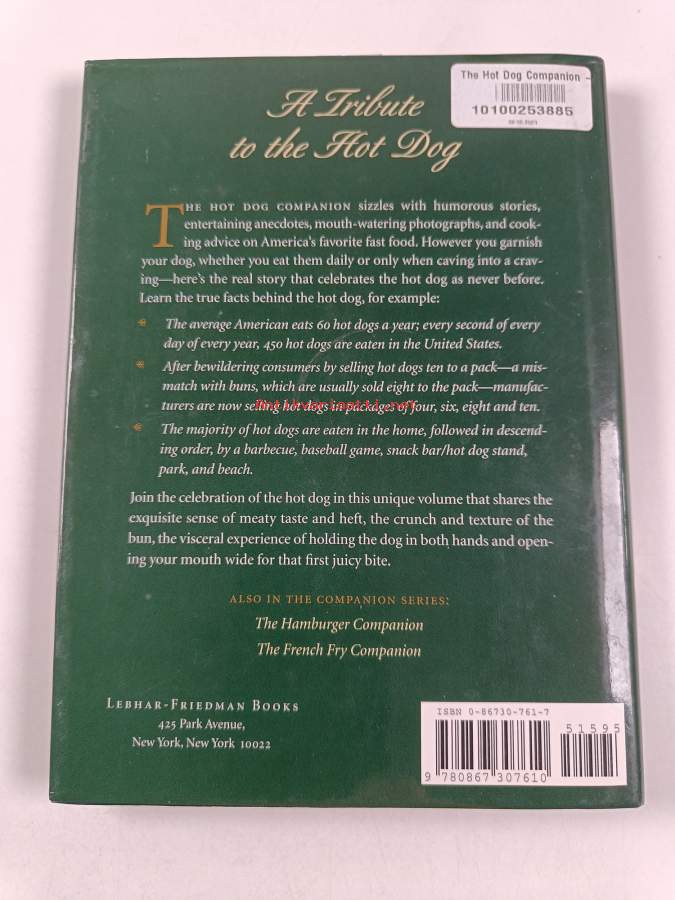 The Hot Dog Companion -
10100253885
A Tribute
to the Hot Dog
THE HOT DOG COMPANION sizzles with humorous stories,
entertaining anecdotes, mouth-watering photographs, and cook-
ing advice on America's favorite fast food. However you garnish
your dog, whether you eat them daily or only when caving into a crav-
ing—here's the real story that celebrates the hot dog as never before.
Learn the true facts behind the hot dog, for example:
The average American eats 60 hot dogs a year; every second of every
day of every year, 450 hot dogs are eaten in the United States.
After bewildering consumers by selling hot dogs ten to a pack—a mis-
match with buns, which are usually sold eight to the pack—manufac-
turers are now selling hot dogs in packages of four, six, eight and ten.
Antikvariaatti.net
The majority of hot dogs are eaten in the home, followed in descend-
ing order, by a barbecue, baseball game, snack bar/hot dog stand,
park, and beach.
Join the celebration of the hot dog in this unique volume that shares the
exquisite sense of meaty taste and heft, the crunch and texture of the
bun, the visceral experience of holding the dog in both hands and open-
ing your mouth wide for that first juicy bite.
ALSO IN THE COMPANION SERIES:
The Hamburger Companion
The French Fry Companion
LEBHAR-FRIEDMAN BOOKS
425 Park Avenue,
New York, New York 10022
ISBN 0-86730-761-7
51595
9 780867 307610